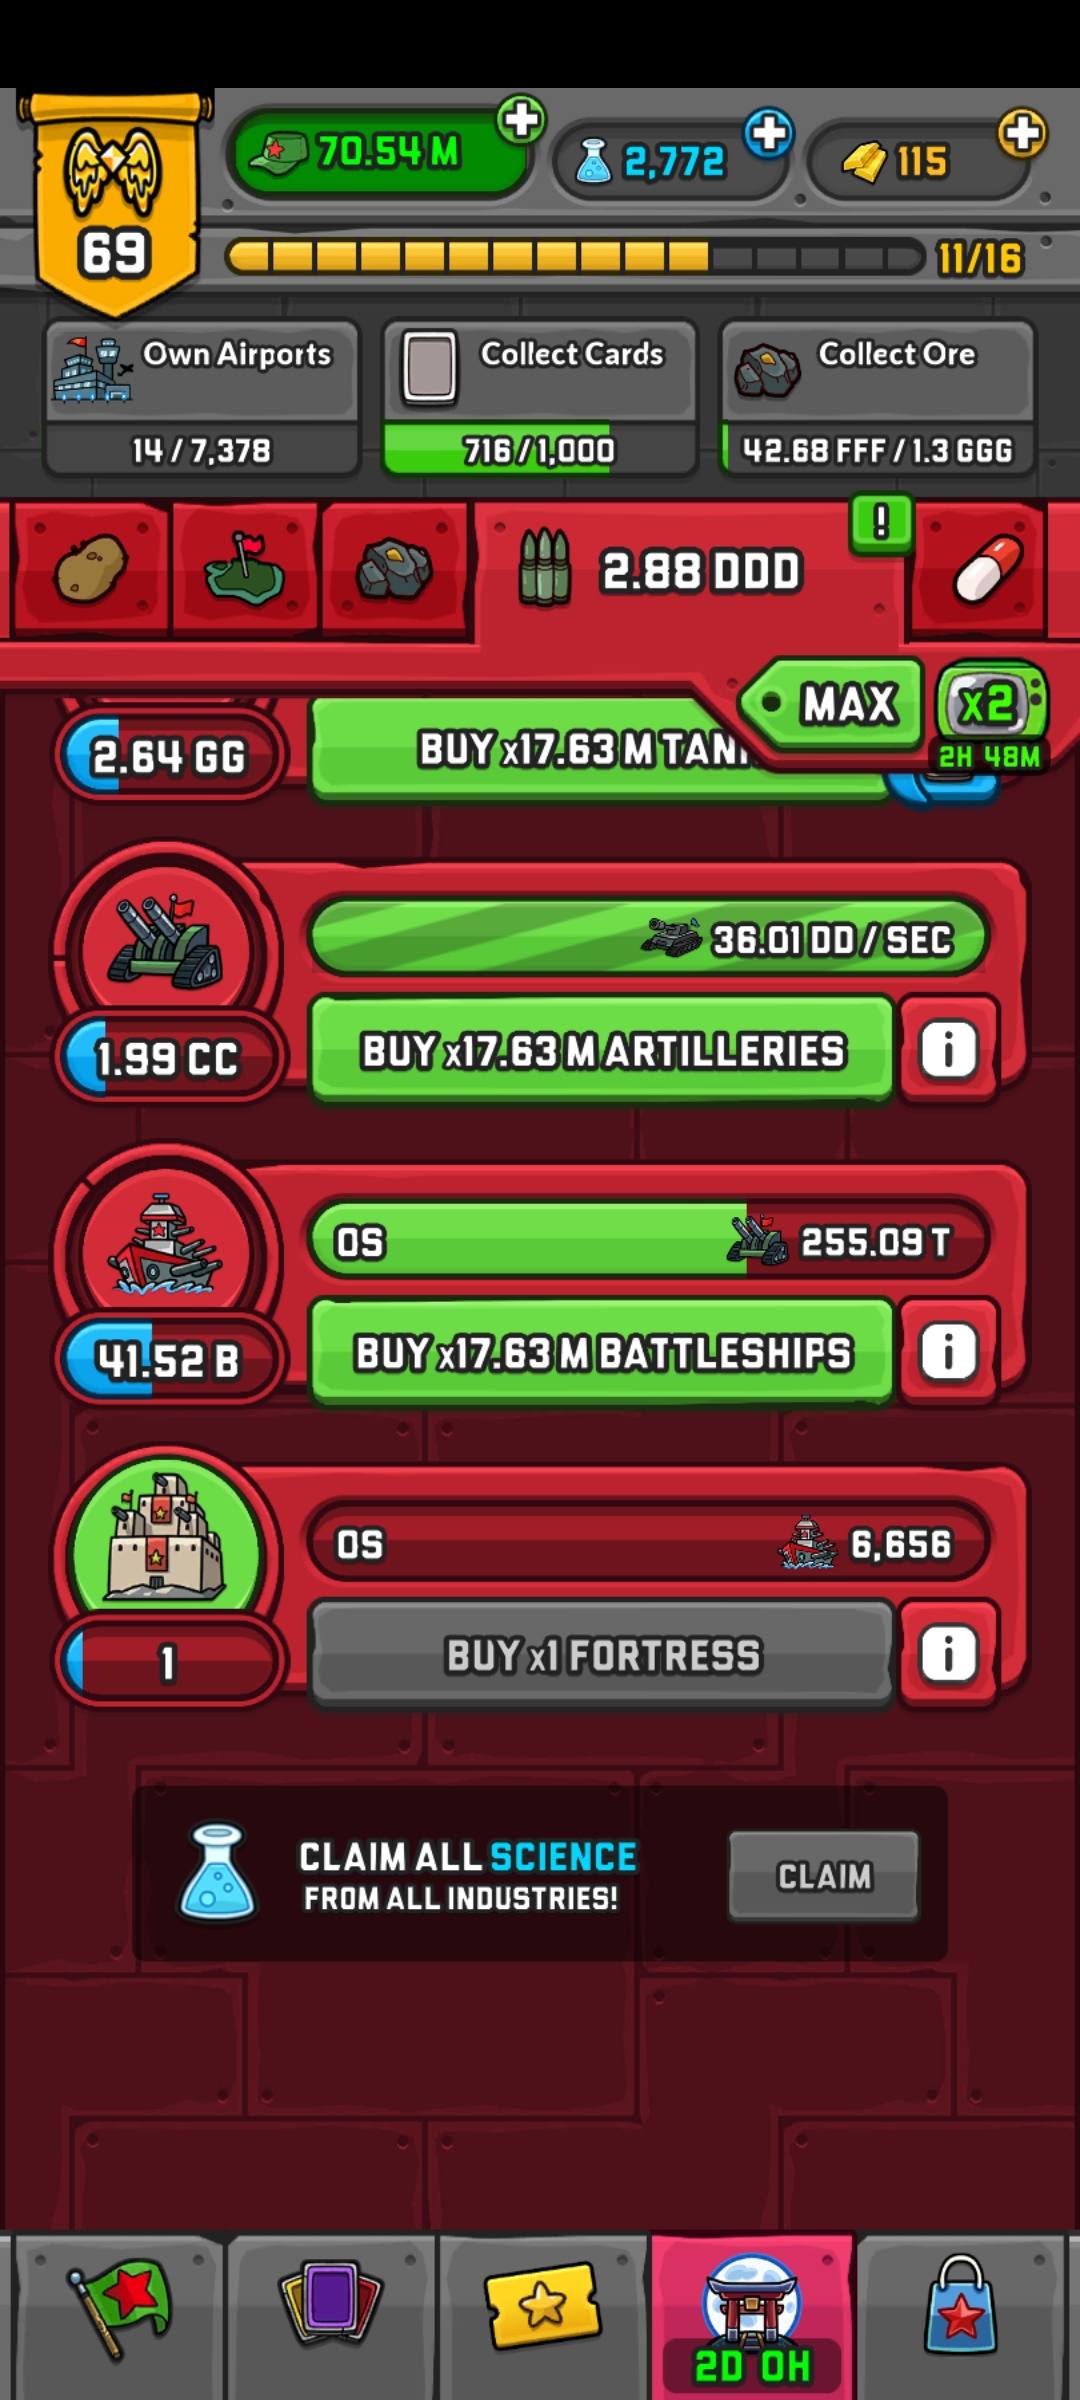 70.54 M
2,772
115
69
11/16
Own Airports
Collect Cards
Collect Ore
14 / 7,378
716 / 1,000
42.68 FFF / 1.3 GGG
!
2.88 DDD
MAX
x2
2H 48M
2.64 GG
BUY x17.63 M
36.01 DD / SEC
1.99 CC
BUY x17.63 M ARTILLERIES
i
0S
255.09 T
41.52 B
BUY x17.63 M BATTLESHIPS
i
0S
6,656
1
BUY x1 FORTRESS
i
CLAIM ALL SCIENCE
FROM ALL INDUSTRIES!
CLAIM
2D 0H